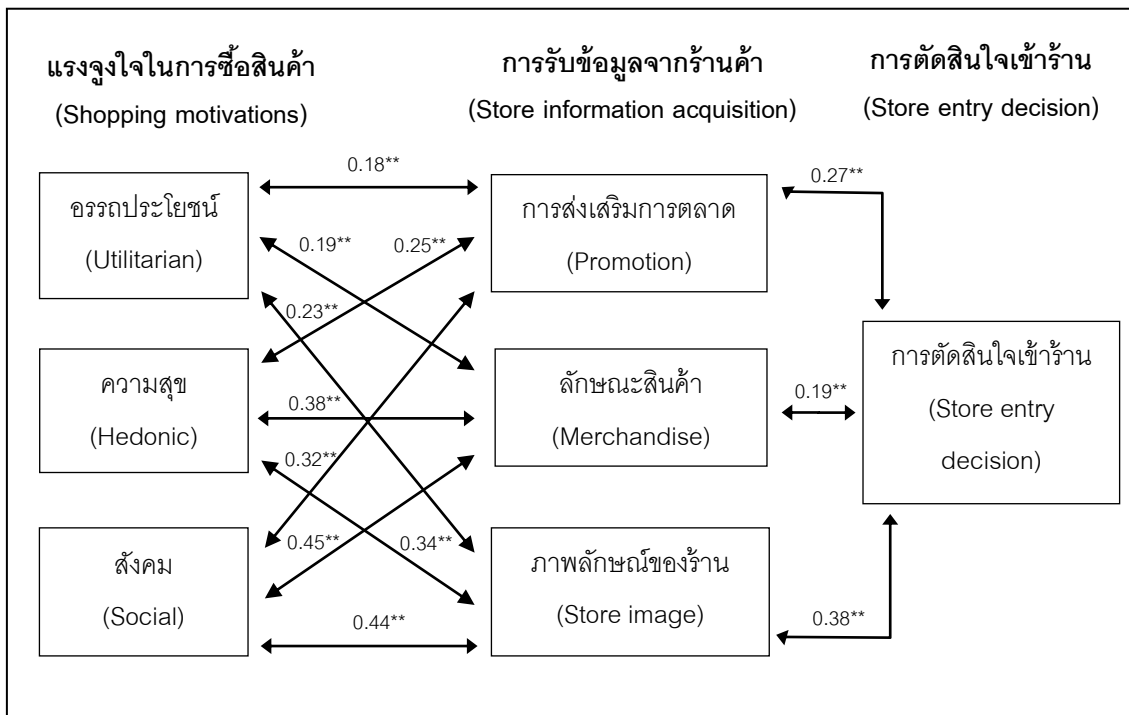 แรงจูงใจในการซื้อสินค้า
(Shopping motivations)
การรับข้อมูลจากร้านค้า
(Store information acquisition)
การตัดสินใจเข้าร้าน
(Store entry decision)
0.18**
0.27**
อรรถประโยชน์
(Utilitarian)
การส่งเสริมการตลาด
(Promotion)
0.19**
0.25**
0.23**
ความสุข
(Hedonic)
ลักษณะสินค้า
(Merchandise)
การตัดสินใจเข้าร้าน
(Store entry
decision)
0.38**
0.19**
0.32**
0.45**
0.34**
สังคม
(Social)
ภาพลักษณ์ของร้าน
(Store image)
0.44**
0.38**